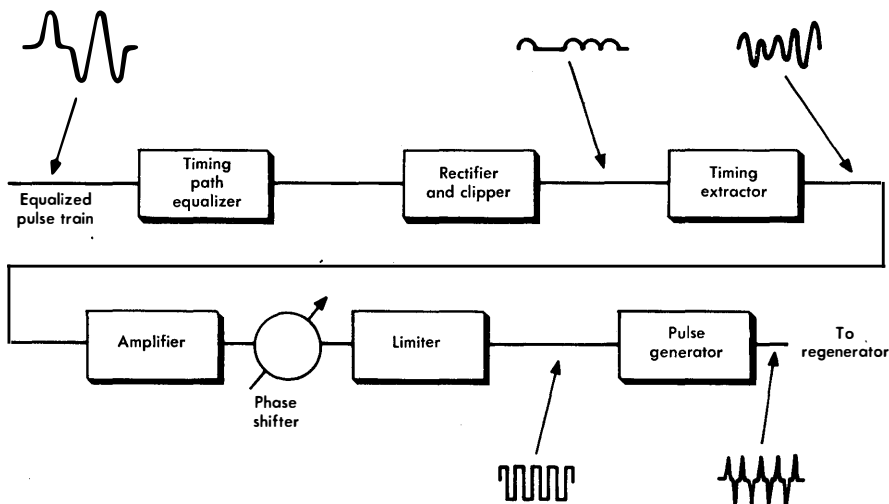 Equalized
pulse train
Timing
path
equalizer
Rectifier
and clipper
Timing
extractor
Amplifier
Phase
shifter
Limiter
Pulse
generator
To
regenerator